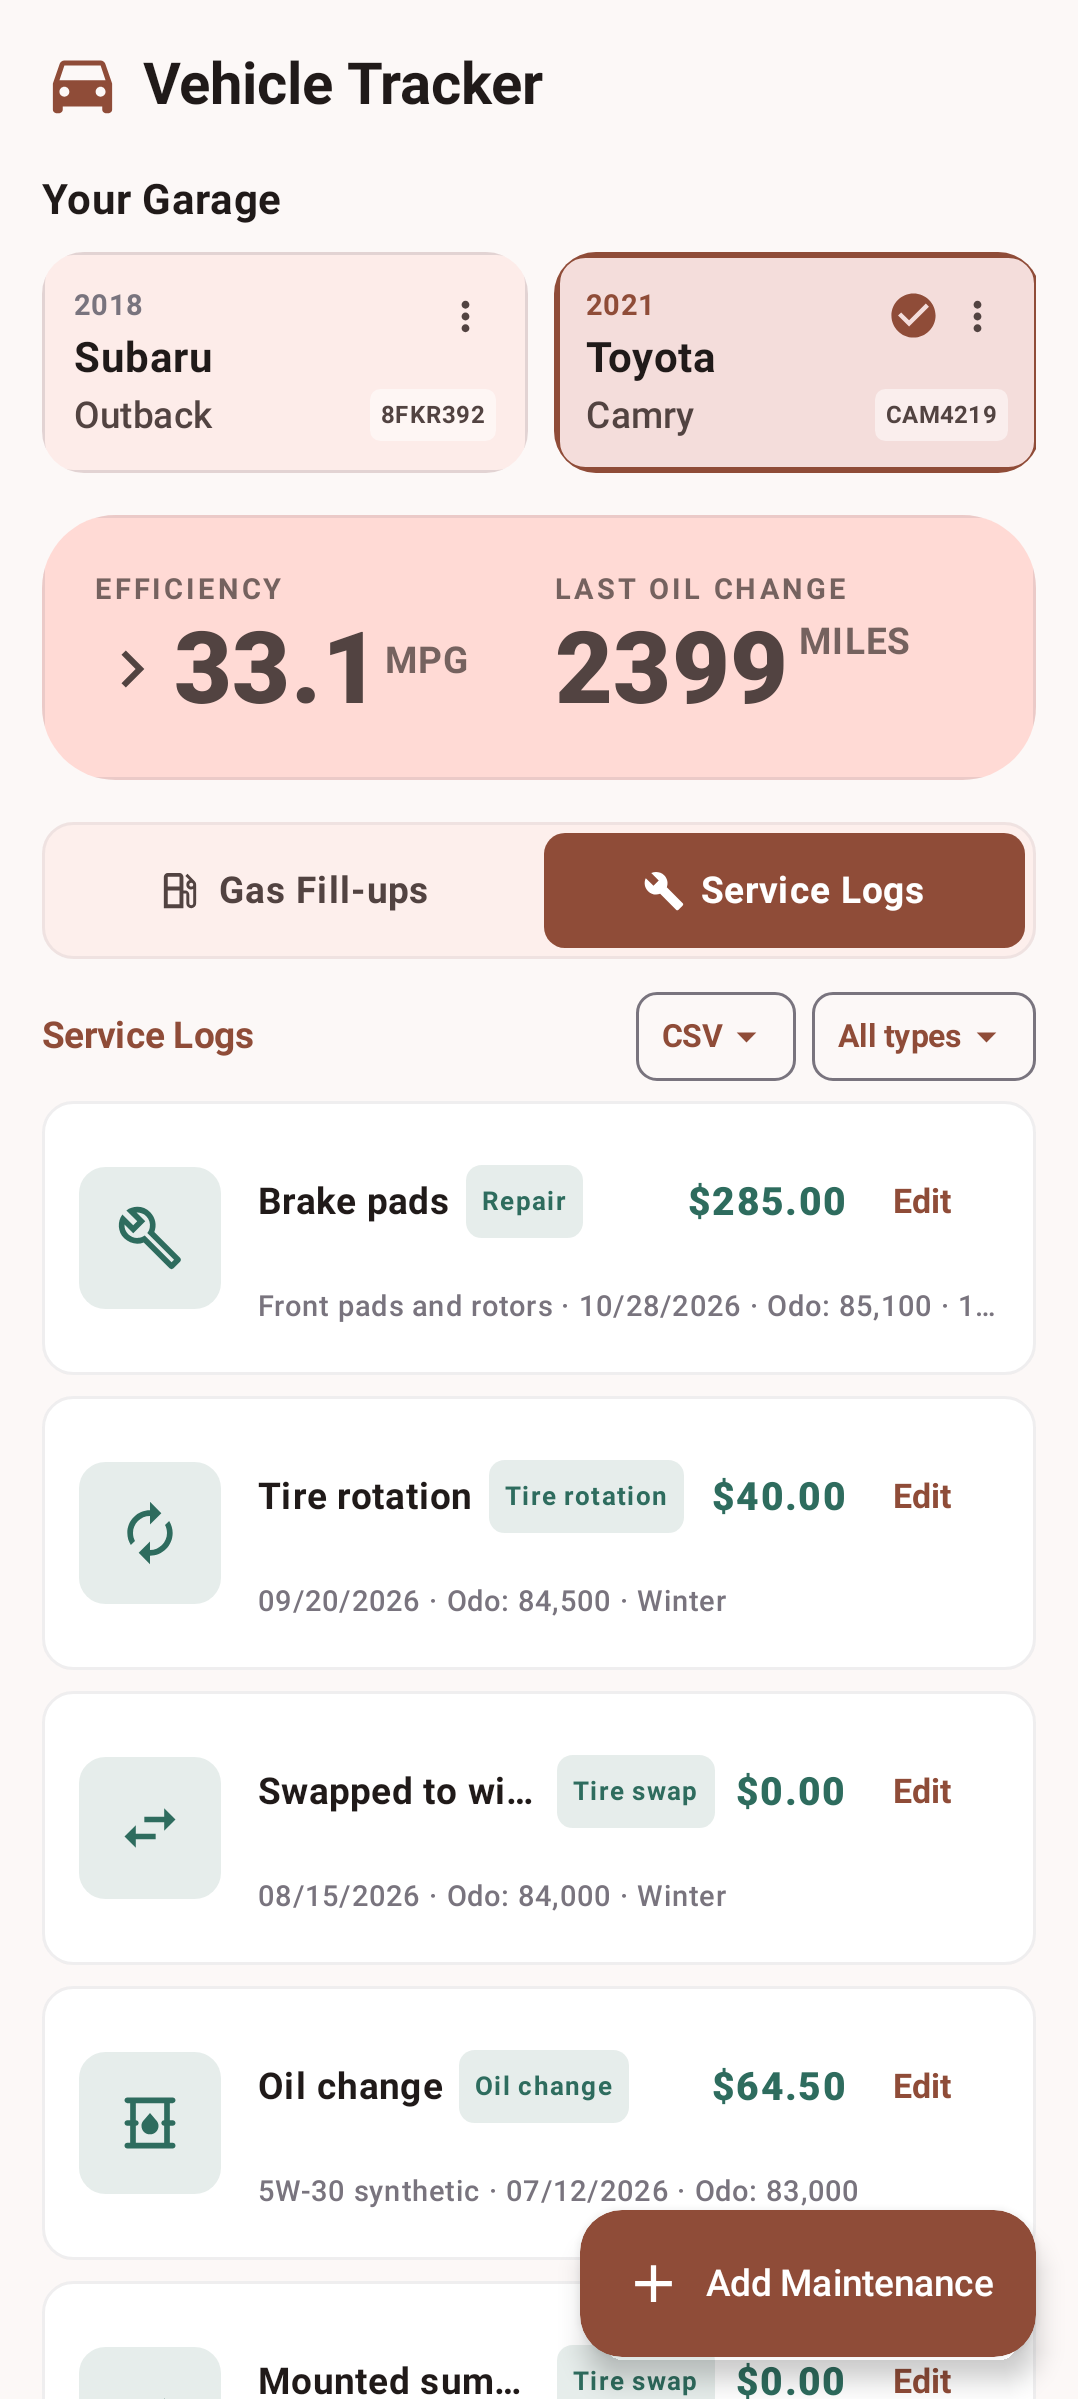 Vehicle Tracker
Your Garage
2018
Subaru
Outback 8FKR392
2021
Toyota
Camry CAM4219
EFFICIENCY
33.1 MPG
LAST OIL CHANGE
2399 MILES
Gas Fill-ups
Service Logs
Service Logs CSV All types
Brake pads Repair $285.00 Edit
Front pads and rotors · 10/28/2026 · Odo: 85,100 · 1…
Tire rotation Tire rotation $40.00 Edit
09/20/2026 · Odo: 84,500 · Winter
Swapped to wi… Tire swap $0.00 Edit
08/15/2026 · Odo: 84,000 · Winter
Oil change Oil change $64.50 Edit
5W-30 synthetic · 07/12/2026 · Odo: 83,000
Add Maintenance
Mounted sum… Tire swap $0.00 Edit